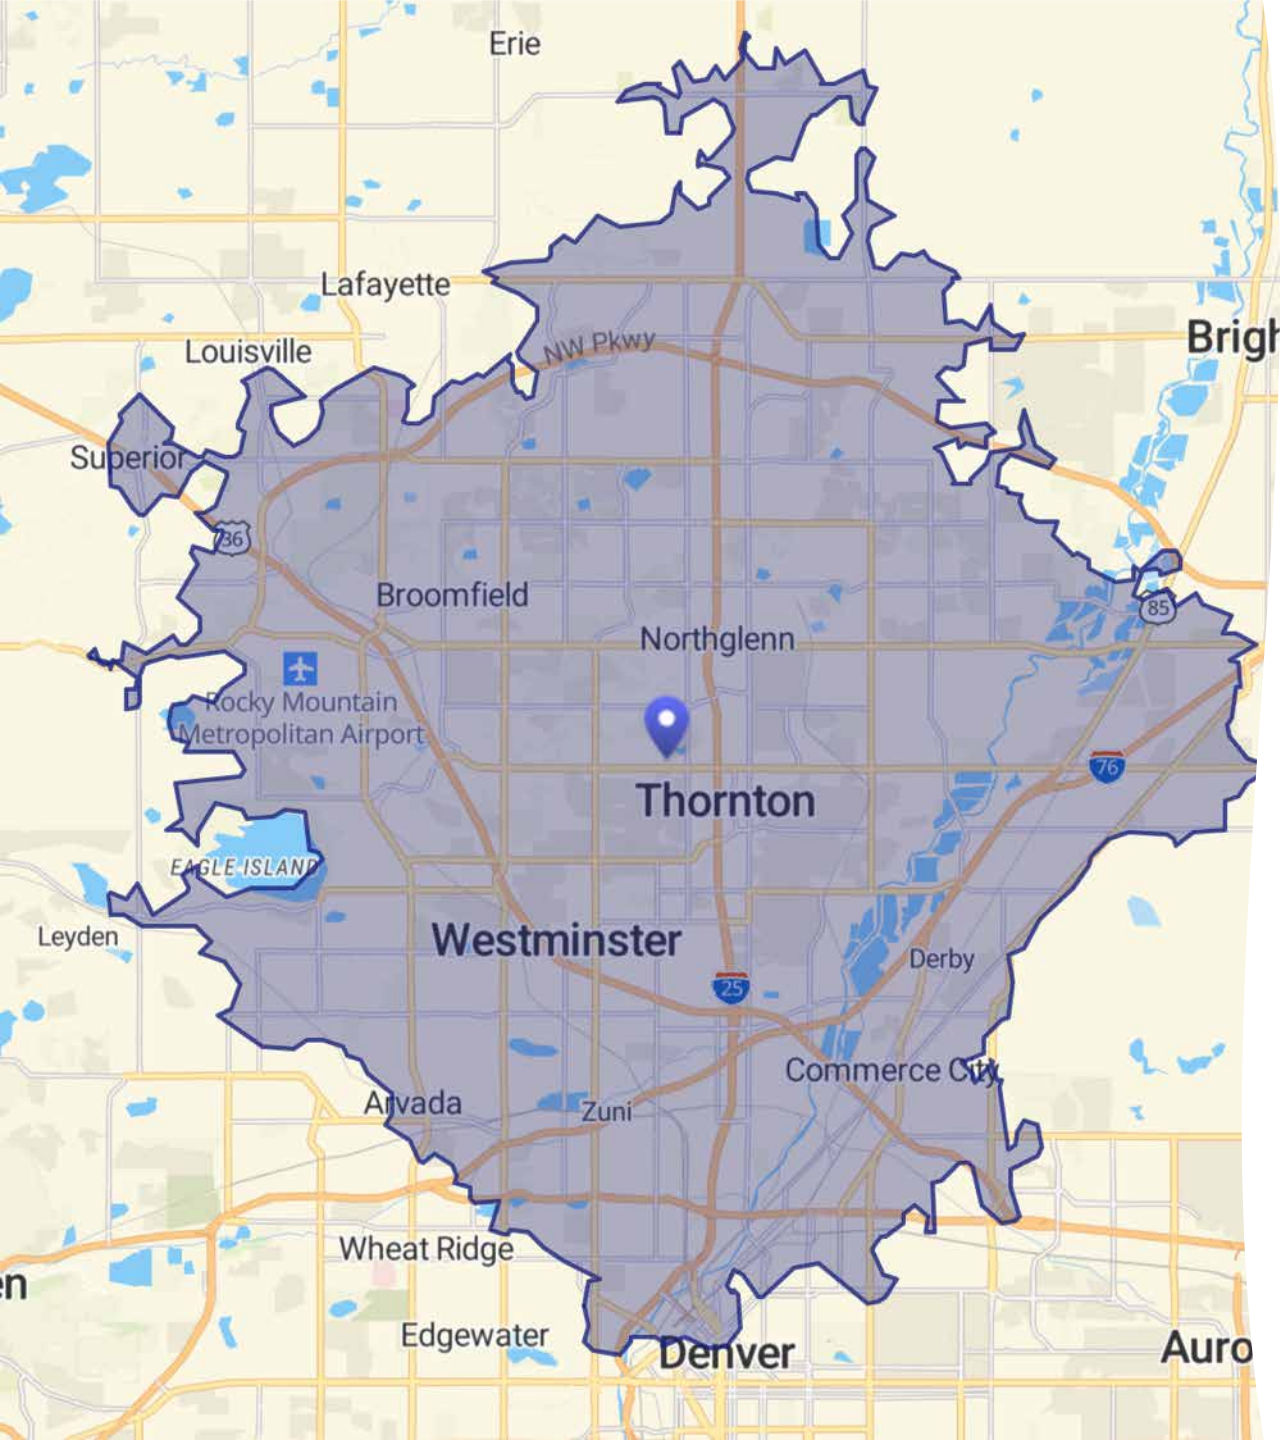 Erie
Lafayette
NW Pkwy
Brigh
Louisville
Superior
36
Broomfield
85
Northglenn
Rocky Mountain
Metropolitan Airport
76
Thornton
EAGLE ISLAND
Leyden
Westminster
Derby
25
Commerce City
Arvada
Zuni
Wheat Ridge
en
Edgewater
Denver
Auro